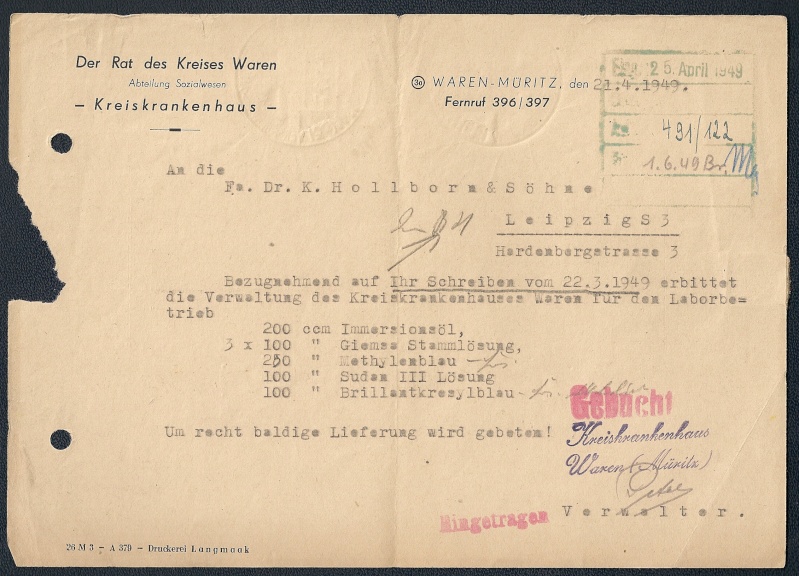 Der Rat des Kreises Waren
Abteilung Sozialwesen
– Kreiskrankenhaus –
(3a) WAREN-MÜRITZ, den 21.4.1949.
Fernruf 396/397
25. April 1949
491/122
1.6.49 Br.
An die
Fa. Dr. K. Hollborn & Söhne
Leipzig S 3
Hardenbergstrasse 3
Bezugnehmend auf Ihr Schreiben vom 22.3.1949 erbittet
die Verwaltung des Kreiskrankenhauses Waren für den Laborbe=
trieb
200 ccm Immersionsöl,
3 x 100 " Giemsa Stammlösung,
250 " Methylenblau
100 " Sudan III Lösung
100 " Brillantkresylblau
Gebucht
Um recht baldige Lieferung wird gebeten!
Kreiskrankenhaus
Waren (Müritz)
Eingetragen
Verwalter.
26 M 3 – A 379 – Druckerei Langmaak